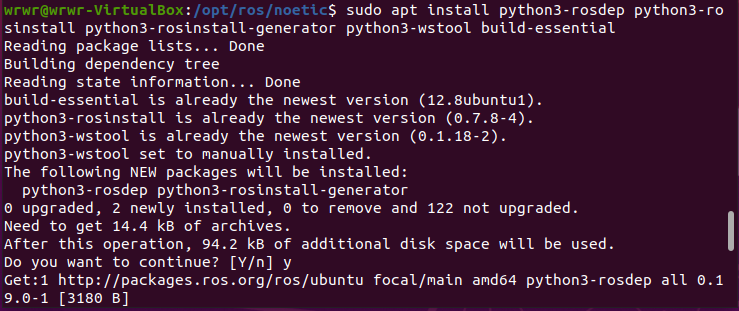 wrwr@wrwr-VirtualBox:/opt/ros/noetic$ sudo apt install python3-rosdep python3-ro
sinstall python3-rosinstall-generator python3-wstool build-essential
Reading package lists... Done
Building dependency tree
Reading state information... Done
build-essential is already the newest version (12.8ubuntu1).
python3-rosinstall is already the newest version (0.7.8-4).
python3-wstool is already the newest version (0.1.18-2).
python3-wstool set to manually installed.
The following NEW packages will be installed:
  python3-rosdep python3-rosinstall-generator
0 upgraded, 2 newly installed, 0 to remove and 122 not upgraded.
Need to get 14.4 kB of archives.
After this operation, 94.2 kB of additional disk space will be used.
Do you want to continue? [Y/n] y
Get:1 http://packages.ros.org/ros/ubuntu focal/main amd64 python3-rosdep all 0.1
9.0-1 [3180 B]